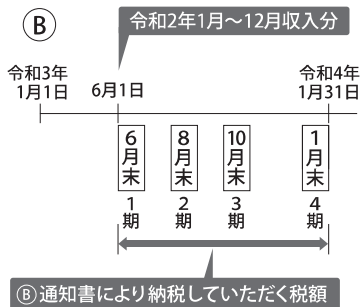 Ⓑ
令和2年1月～12月収入分
令和3年
1月1日
6月1日
令和4年
1月31日
6月末
8月末
10月末
1月末
1期
2期
3期
4期
Ⓑ通知書により納税していただく税額